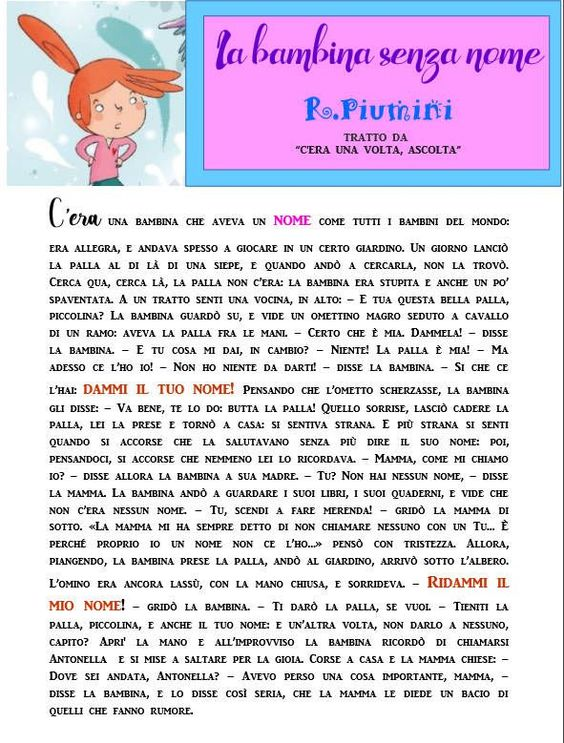 La bambina senza nome
R.Piumini
TRATTO DA
"C'ERA UNA VOLTA, ASCOLTA"
C'era UNA BAMBINA CHE AVEVA UN NOME COME TUTTI I BAMBINI DEL MONDO:
ERA ALLEGRA, E ANDAVA SPESSO A GIOCARE IN UN CERTO GIARDINO. UN GIORNO LANCIÒ
LA PALLA AL DI LÀ DI UNA SIEPE, E QUANDO ANDÒ A CERCARLA, NON LA TROVÒ.
CERCA QUA, CERCA LÀ, LA PALLA NON C'ERA: LA BAMBINA ERA STUPITA E ANCHE UN PO'
SPAVENTATA. A UN TRATTO SENTI UNA VOCINA, IN ALTO: – E TUA QUESTA BELLA PALLA,
PICCOLINA? LA BAMBINA GUARDÒ SU, E VIDE UN OMETTINO MAGRO SEDUTO A CAVALLO
DI UN RAMO: AVEVA LA PALLA FRA LE MANI. – CERTO CHE È MIA. DAMMELA! – DISSE
LA BAMBINA. – E TU COSA MI DAI, IN CAMBIO? – NIENTE! LA PALLA È MIA! – MA
ADESSO CE L'HO IO! – NON HO NIENTE DA DARTI! – DISSE LA BAMBINA. – SI CHE CE
L'HAI: DAMMI IL TUO NOME! PENSANDO CHE L'OMETTO SCHERZASSE, LA BAMBINA
GLI DISSE: – VA BENE, TE LO DO: BUTTA LA PALLA! QUELLO SORRISE, LASCIÒ CADERE LA
PALLA, LEI LA PRESE E TORNÒ A CASA: SI SENTIVA STRANA. E PIÙ STRANA SI SENTI
QUANDO SI ACCORSE CHE LA SALUTAVANO SENZA PIÙ DIRE IL SUO NOME: POI,
PENSANDOCI, SI ACCORSE CHE NEMMENO LEI LO RICORDAVA. – MAMMA, COME MI CHIAMO
IO? – DISSE ALLORA LA BAMBINA A SUA MADRE. – TU? NON HAI NESSUN NOME, – DISSE
LA MAMMA. LA BAMBINA ANDÒ A GUARDARE I SUOI LIBRI, I SUOI QUADERNI, E VIDE CHE
NON C'ERA NESSUN NOME. – TU, SCENDI A FARE MERENDA! – GRIDÒ LA MAMMA DI
SOTTO. «LA MAMMA MI HA SEMPRE DETTO DI NON CHIAMARE NESSUNO CON UN TU... È
PERCHÉ PROPRIO IO UN NOME NON CE L'HO...» PENSÒ CON TRISTEZZA. ALLORA,
PIANGENDO, LA BAMBINA PRESE LA PALLA, ANDÒ AL GIARDINO, ARRIVÒ SOTTO L'ALBERO.
L'OMINO ERA ANCORA LASSÙ, CON LA MANO CHIUSA, E SORRIDEVA. – RIDAMMI IL
MIO NOME! – GRIDÒ LA BAMBINA. – TI DARÒ LA PALLA, SE VUOI. – TIENITI LA
PALLA, PICCOLINA, E ANCHE IL TUO NOME: E UN'ALTRA VOLTA, NON DARLO A NESSUNO,
CAPITO? APRI' LA MANO E ALL'IMPROVVISO LA BAMBINA RICORDÒ DI CHIAMARSI
ANTONELLA E SI MISE A SALTARE PER LA GIOIA. CORSE A CASA E LA MAMMA CHIESE: –
DOVE SEI ANDATA, ANTONELLA? – AVEVO PERSO UNA COSA IMPORTANTE, MAMMA, –
DISSE LA BAMBINA, E LO DISSE COSÌ SERIA, CHE LA MAMMA LE DIEDE UN BACIO DI
QUELLI CHE FANNO RUMORE.